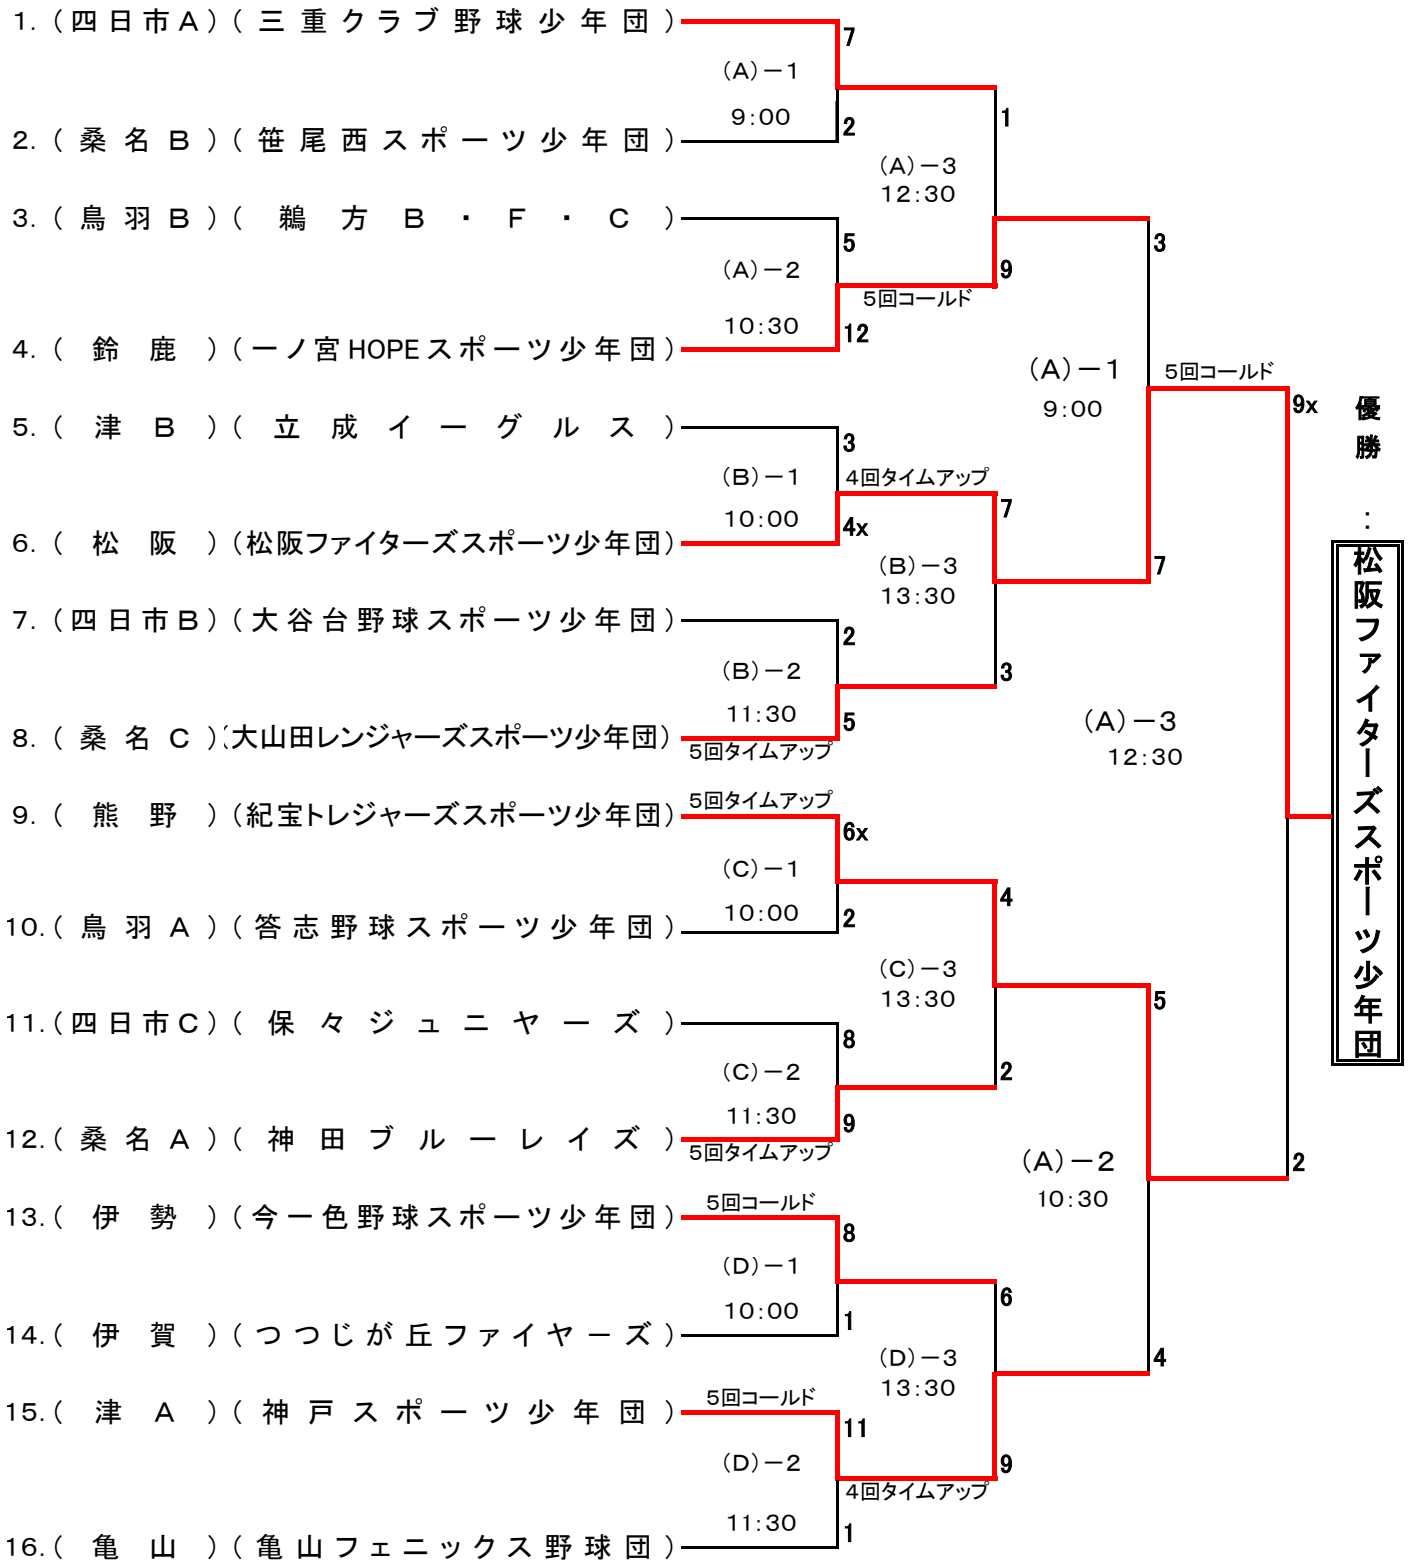 1.(四日市A)(三重クラブ野球少年団)
7
(A)－1
9:00
2
2.(桑名B)(笹尾西スポーツ少年団)
1
(A)－3
12:30
3.(鳥羽B)(鵜方B・F・C)
5
(A)－2
10:30
12
9
5回コールド
3
4.(鈴鹿)(一ノ宮HOPEスポーツ少年団)
(A)－1
9:00
5回コールド
9x
5.(津B)(立成イーグルス)
3
(B)－1
10:00
4x
4回タイムアップ
7
6.(松阪)(松阪ファイターズスポーツ少年団)
(B)－3
13:30
7
7.(四日市B)(大谷台野球スポーツ少年団)
2
(B)－2
11:30
5
3
8.(桑名C)(大山田レンジャーズスポーツ少年団)
5回タイムアップ
(A)－3
12:30
優勝：
松阪ファイターズスポーツ少年団
9.(熊野)(紀宝トレジャーズスポーツ少年団)
5回タイムアップ
6x
(C)－1
10:00
2
4
10.(鳥羽A)(答志野球スポーツ少年団)
(C)－3
13:30
5
11.(四日市C)(保々ジュニヤーズ)
8
(C)－2
11:30
9
2
12.(桑名A)(神田ブルーレイズ)
5回タイムアップ
(A)－2
10:30
2
13.(伊勢)(今一色野球スポーツ少年団)
5回コールド
8
(D)－1
10:00
1
6
14.(伊賀)(つつじが丘ファイヤーズ)
(D)－3
13:30
4
15.(津A)(神戸スポーツ少年団)
5回コールド
11
(D)－2
11:30
1
9
4回タイムアップ
16.(亀山)(亀山フェニックス野球団)